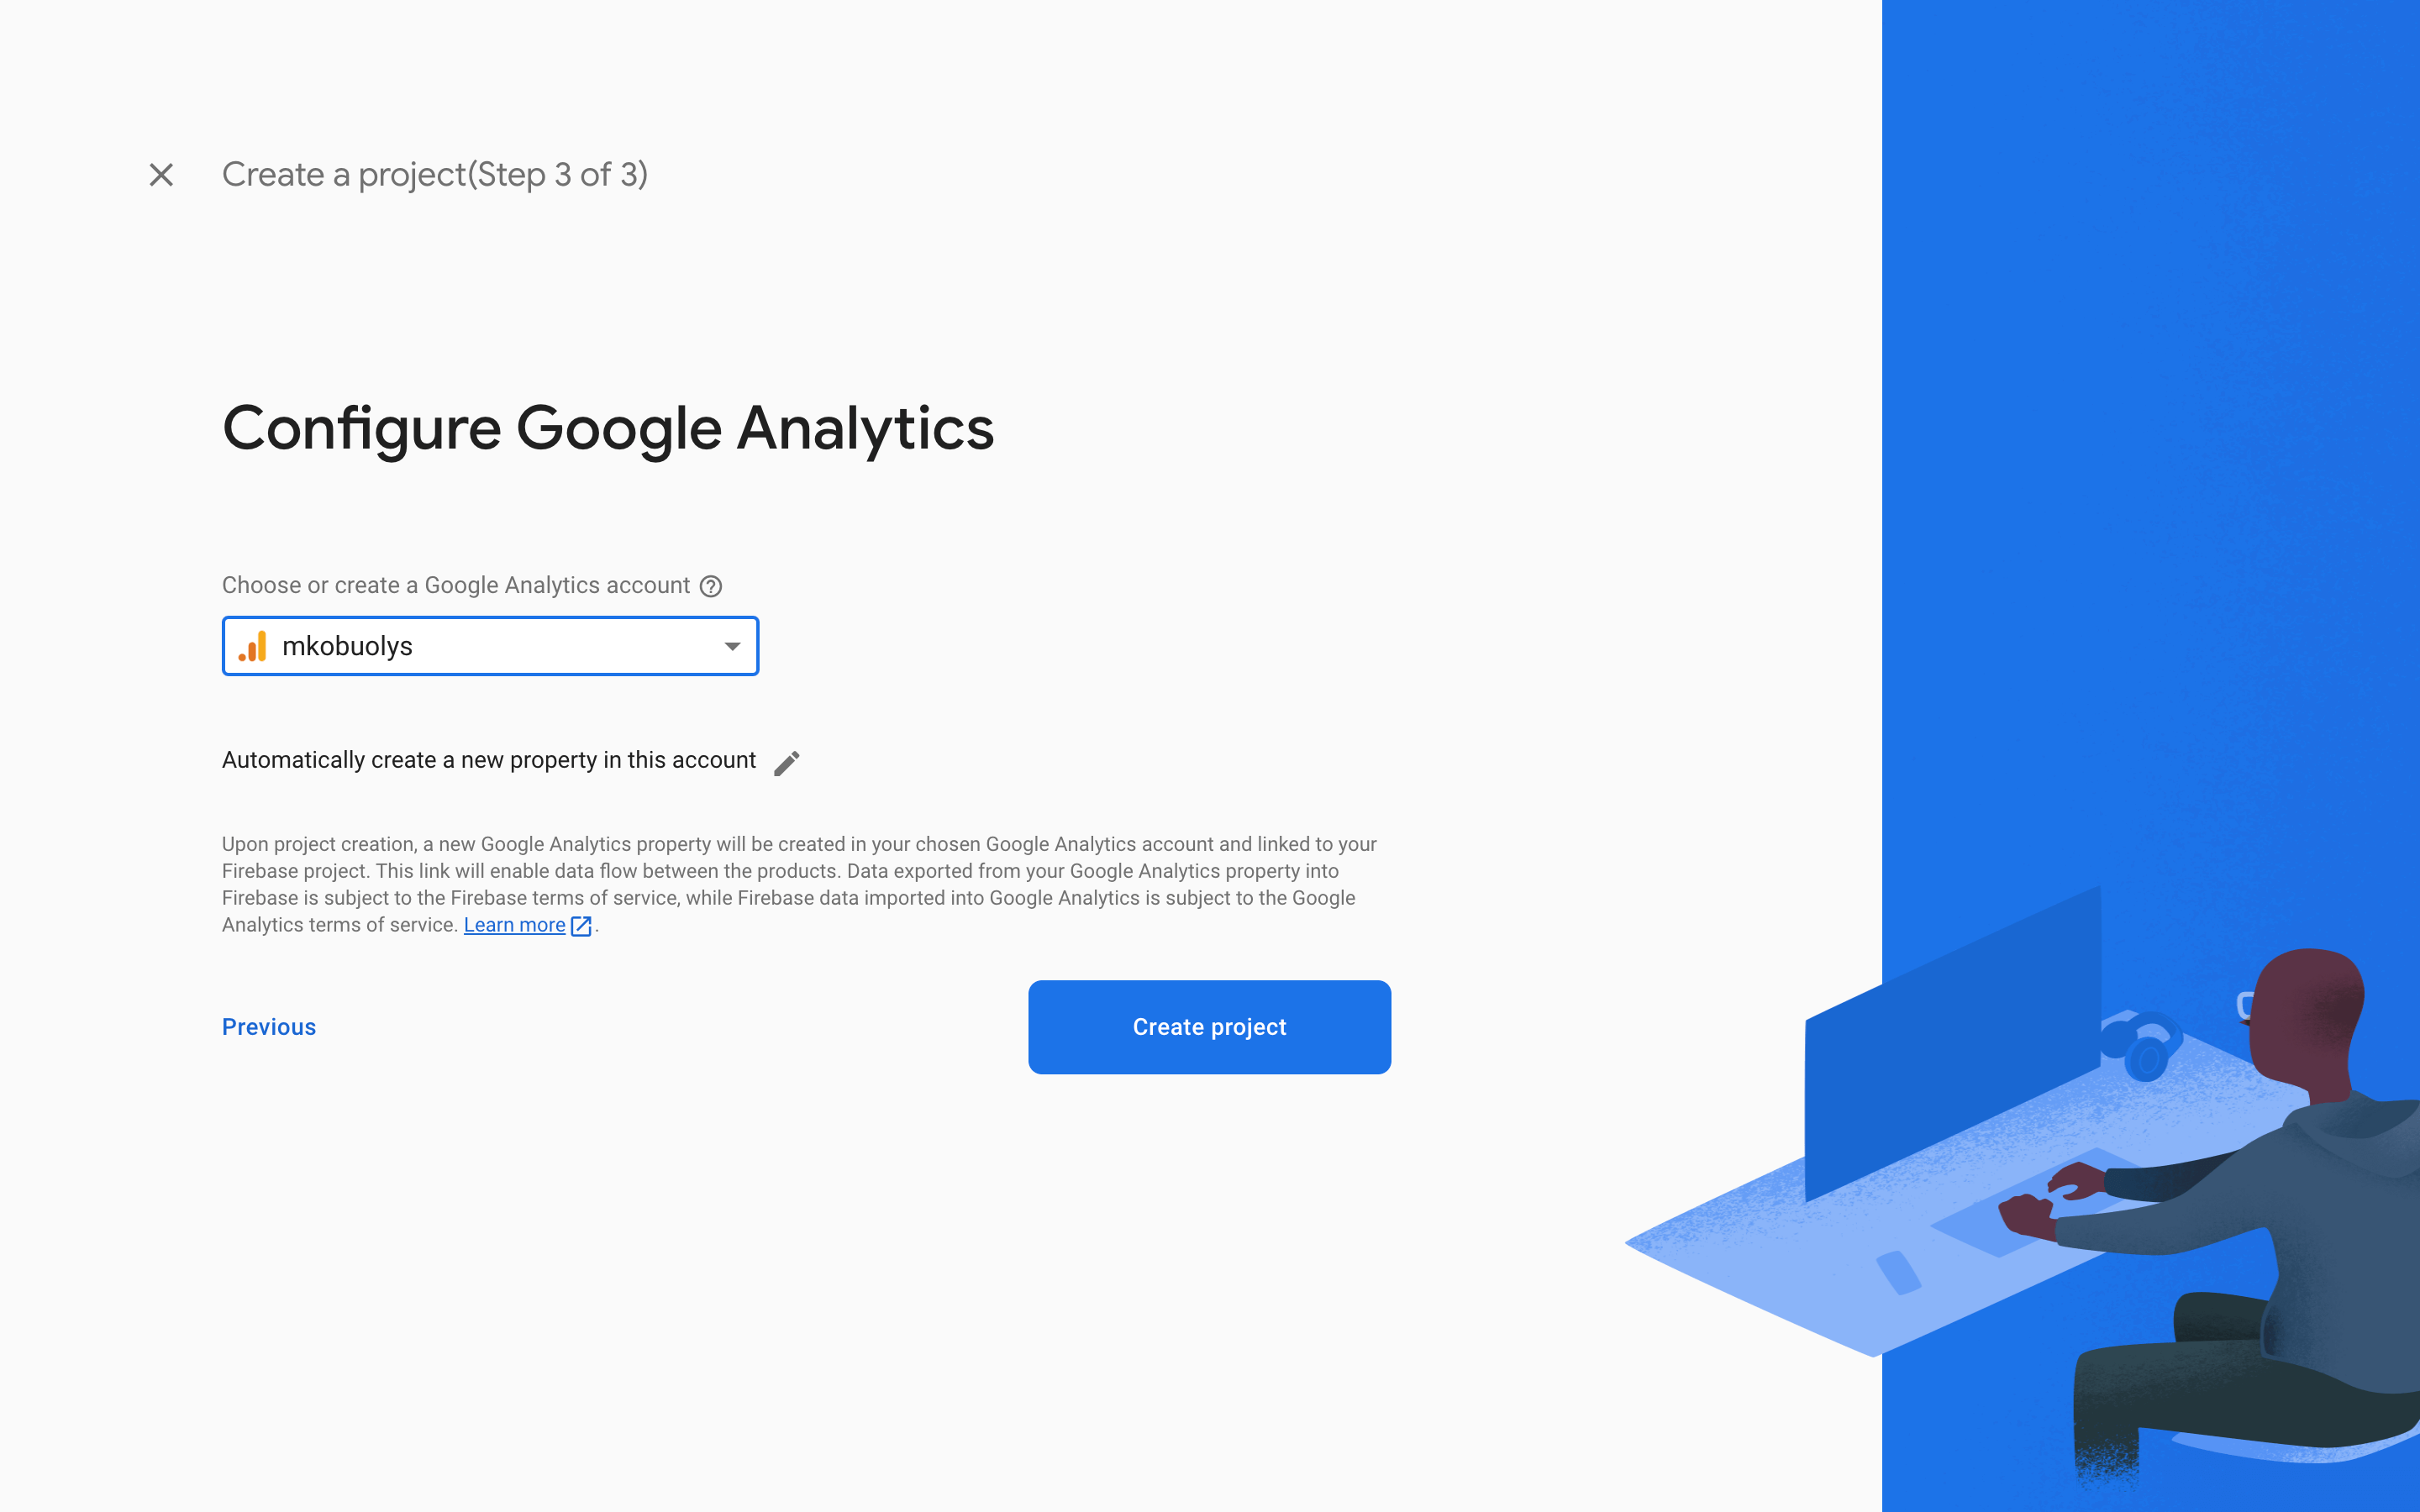 Create a project(Step 3 of 3)
Configure Google Analytics
Choose or create a Google Analytics account
mkobuolys
Automatically create a new property in this account
Upon project creation, a new Google Analytics property will be created in your chosen Google Analytics account and linked to your
Firebase project. This link will enable data flow between the products. Data exported from your Google Analytics property into
Firebase is subject to the Firebase terms of service, while Firebase data imported into Google Analytics is subject to the Google
Analytics terms of service. Learn more.
Previous
Create project